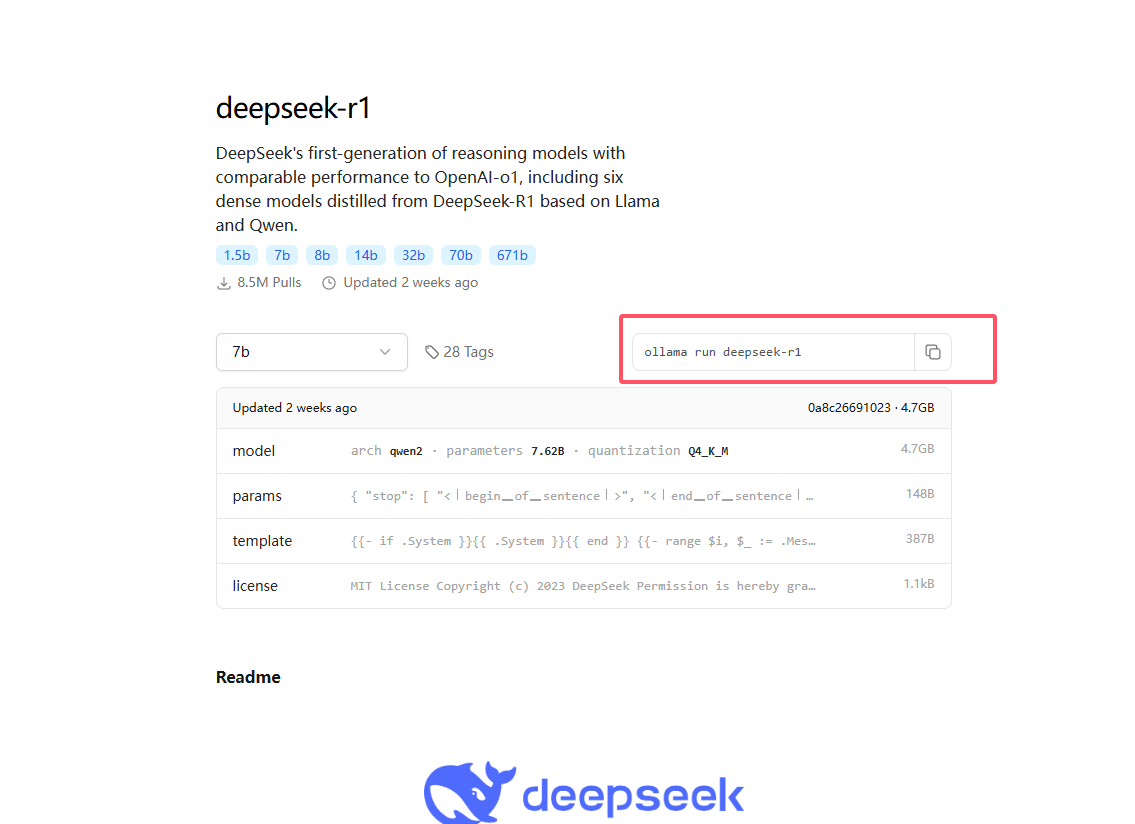 deepseek-r1
DeepSeek's first-generation of reasoning models with
comparable performance to OpenAI-o1, including six
dense models distilled from DeepSeek-R1 based on Llama
and Qwen.
1.5b 7b 8b 14b 32b 70b 671b
8.5M Pulls Updated 2 weeks ago
7b 28 Tags ollama run deepseek-r1
Updated 2 weeks ago 0a8c26691023 · 4.7GB
model arch qwen2 · parameters 7.62B · quantization Q4_K_M 4.7GB
params { "stop": [ "<｜begin▁of▁sentence｜>", "<｜end▁of▁sentence｜… 148B
template {{- if .System }}{{ .System }}{{ end }} {{- range $i, $_ := .Mes… 387B
license MIT License Copyright (c) 2023 DeepSeek Permission is hereby gra… 1.1kB
Readme
deepseek